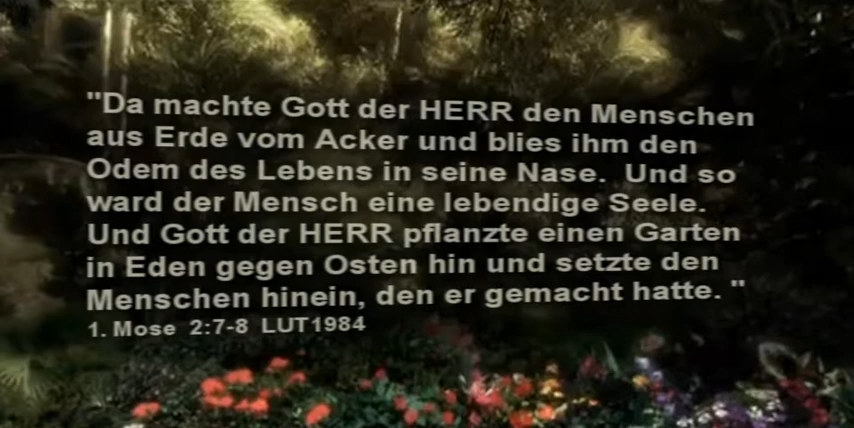 "Da machte Gott der HERR den Menschen
aus Erde vom Acker und blies ihm den
Odem des Lebens in seine Nase.  Und so
ward der Mensch eine lebendige Seele.
Und Gott der HERR pflanzte einen Garten
in Eden gegen Osten hin und setzte den
Menschen hinein, den er gemacht hatte. "
1. Mose  2:7-8  LUT1984